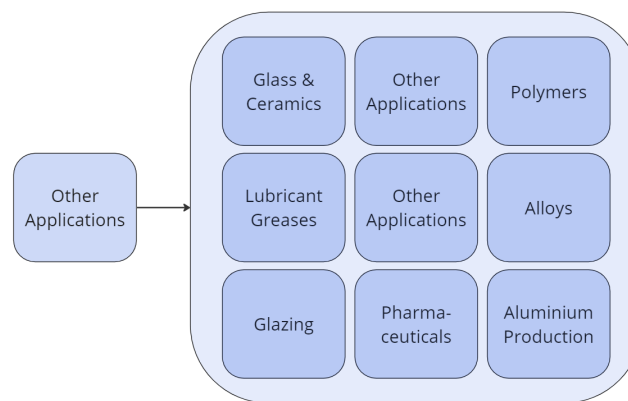 Other
Applications
Glass &
Ceramics
Other
Applications
Polymers
Lubricant
Greases
Other
Applications
Alloys
Glazing
Pharma-
ceuticals
Aluminium
Production